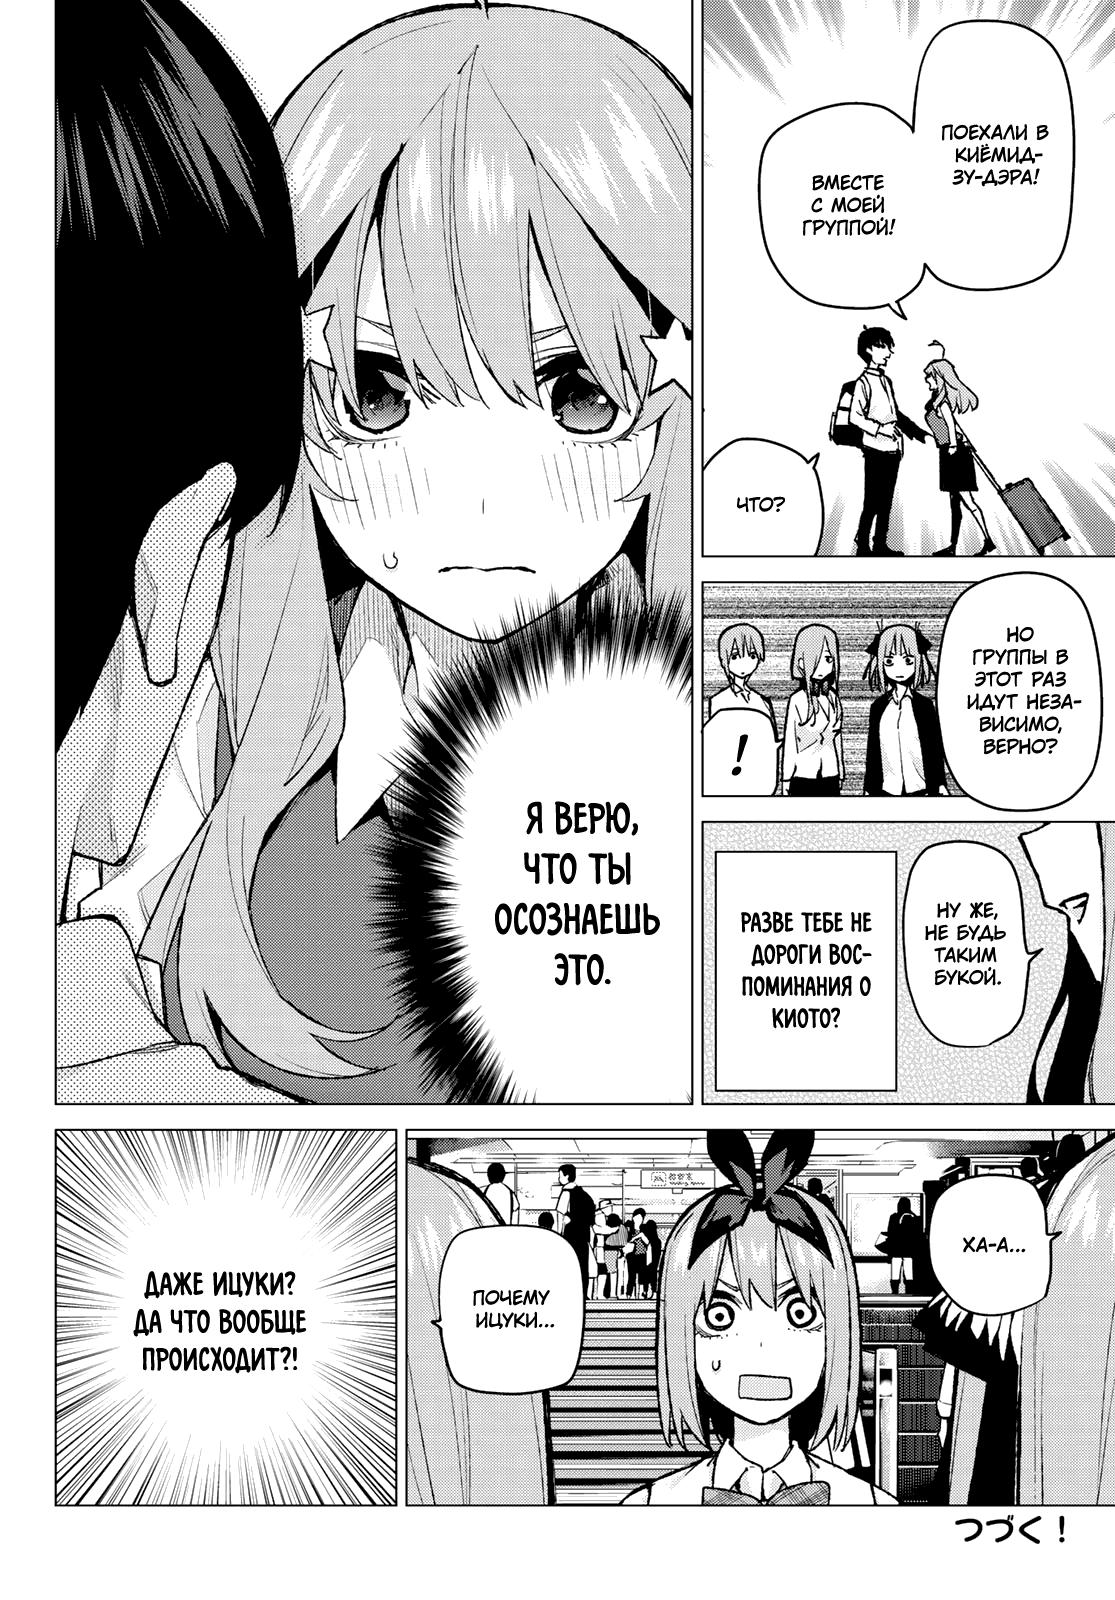 ПОЕХАЛИ В
КИЁМИД-
ЗУ-ДЭРА!
ВМЕСТЕ
С МОЕЙ
ГРУППОЙ!
ЧТО?
НО
ГРУППЫ В
ЭТОТ РАЗ
ИДУТ НЕЗА-
ВИСИМО,
ВЕРНО?
!
НУ ЖЕ,
НЕ БУДЬ
ТАКИМ
БУКОЙ.
РАЗВЕ ТЕБЕ НЕ
ДОРОГИ ВОС-
ПОМИНАНИЯ О
КИОТО?
Я ВЕРЮ,
ЧТО ТЫ
ОСОЗНАЕШЬ
ЭТО.
ХА-А...
ПОЧЕМУ
ИЦУКИ...
ДАЖЕ ИЦУКИ?
ДА ЧТО ВООБЩЕ
ПРОИСХОДИТ?!
つづく！